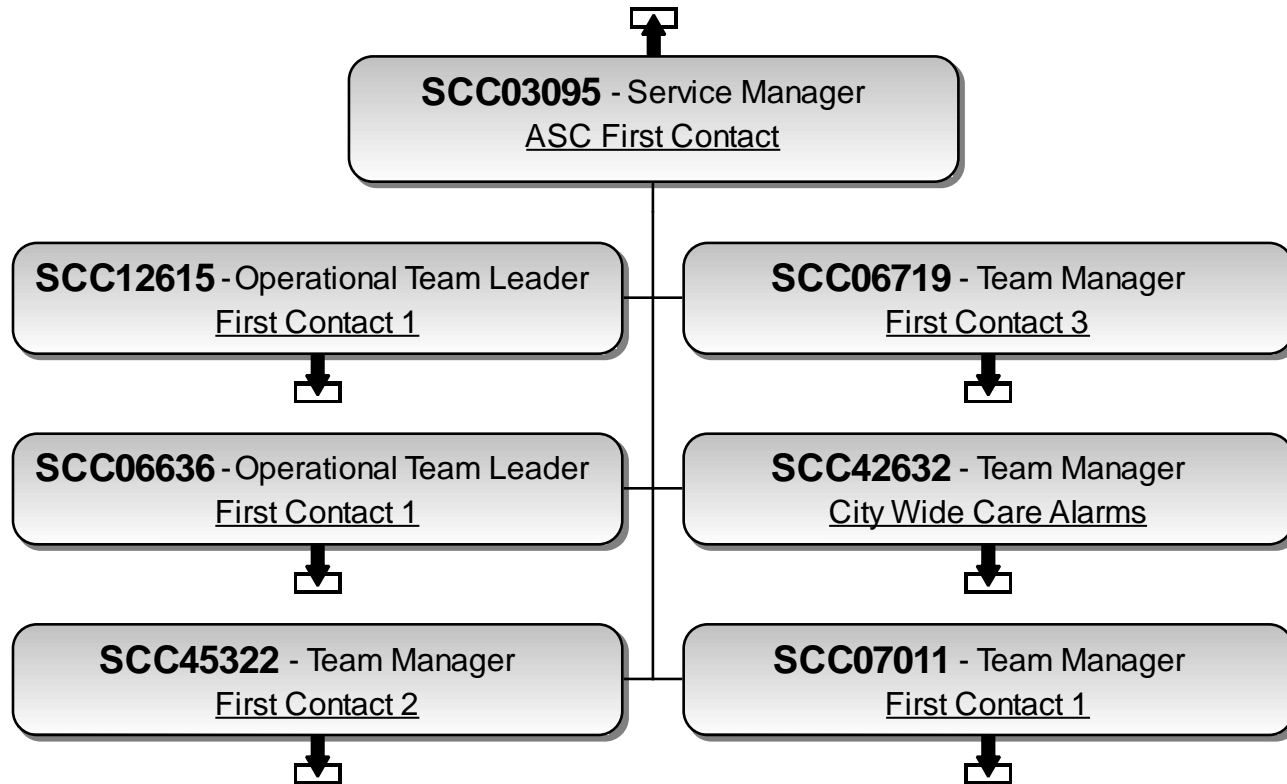 SCC03095 - Service Manager
ASC First Contact
SCC12615 - Operational Team Leader
First Contact 1
SCC06719 - Team Manager
First Contact 3
SCC06636 - Operational Team Leader
First Contact 1
SCC42632 - Team Manager
City Wide Care Alarms
SCC45322 - Team Manager
First Contact 2
SCC07011 - Team Manager
First Contact 1